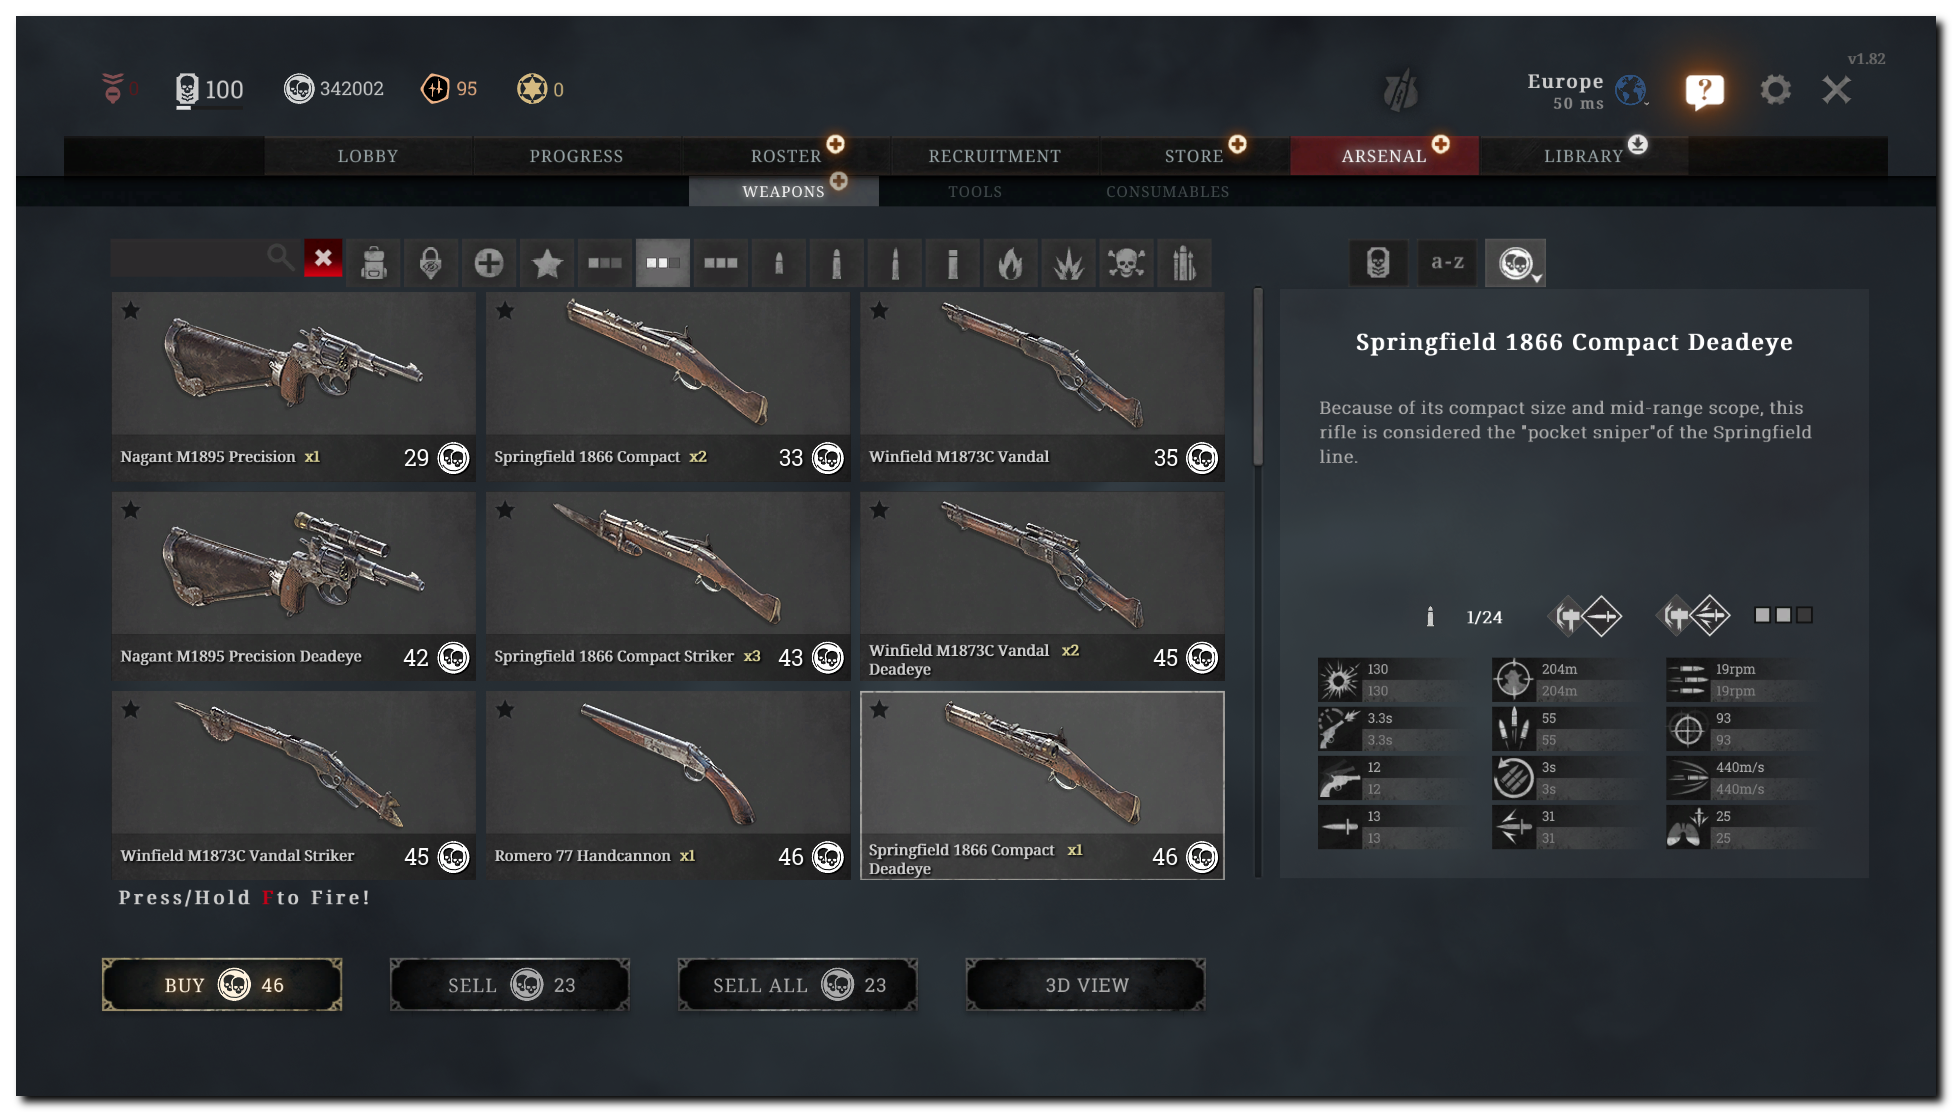 v1.82
0
100
342002
95
0
Europe
50 ms
?
LOBBY
PROGRESS
ROSTER
RECRUITMENT
STORE
ARSENAL
LIBRARY
WEAPONS
TOOLS
CONSUMABLES
a-z
Nagant M1895 Precision x1 29
Springfield 1866 Compact x2 33
Winfield M1873C Vandal 35
Nagant M1895 Precision Deadeye 42
Springfield 1866 Compact Striker x3 43
Winfield M1873C Vandal x2 45
Deadeye
Winfield M1873C Vandal Striker 45
Romero 77 Handcannon x1 46
Springfield 1866 Compact x1 46
Deadeye
Press/Hold F to Fire!
BUY 46
SELL 23
SELL ALL 23
3D VIEW
Springfield 1866 Compact Deadeye
Because of its compact size and mid-range scope, this
rifle is considered the "pocket sniper"of the Springfield
line.
1/24
130 204m 19rpm
130 204m 19rpm
3.3s 55 93
3.3s 55 93
12 3s 440m/s
12 3s 440m/s
13 31 25
13 31 25